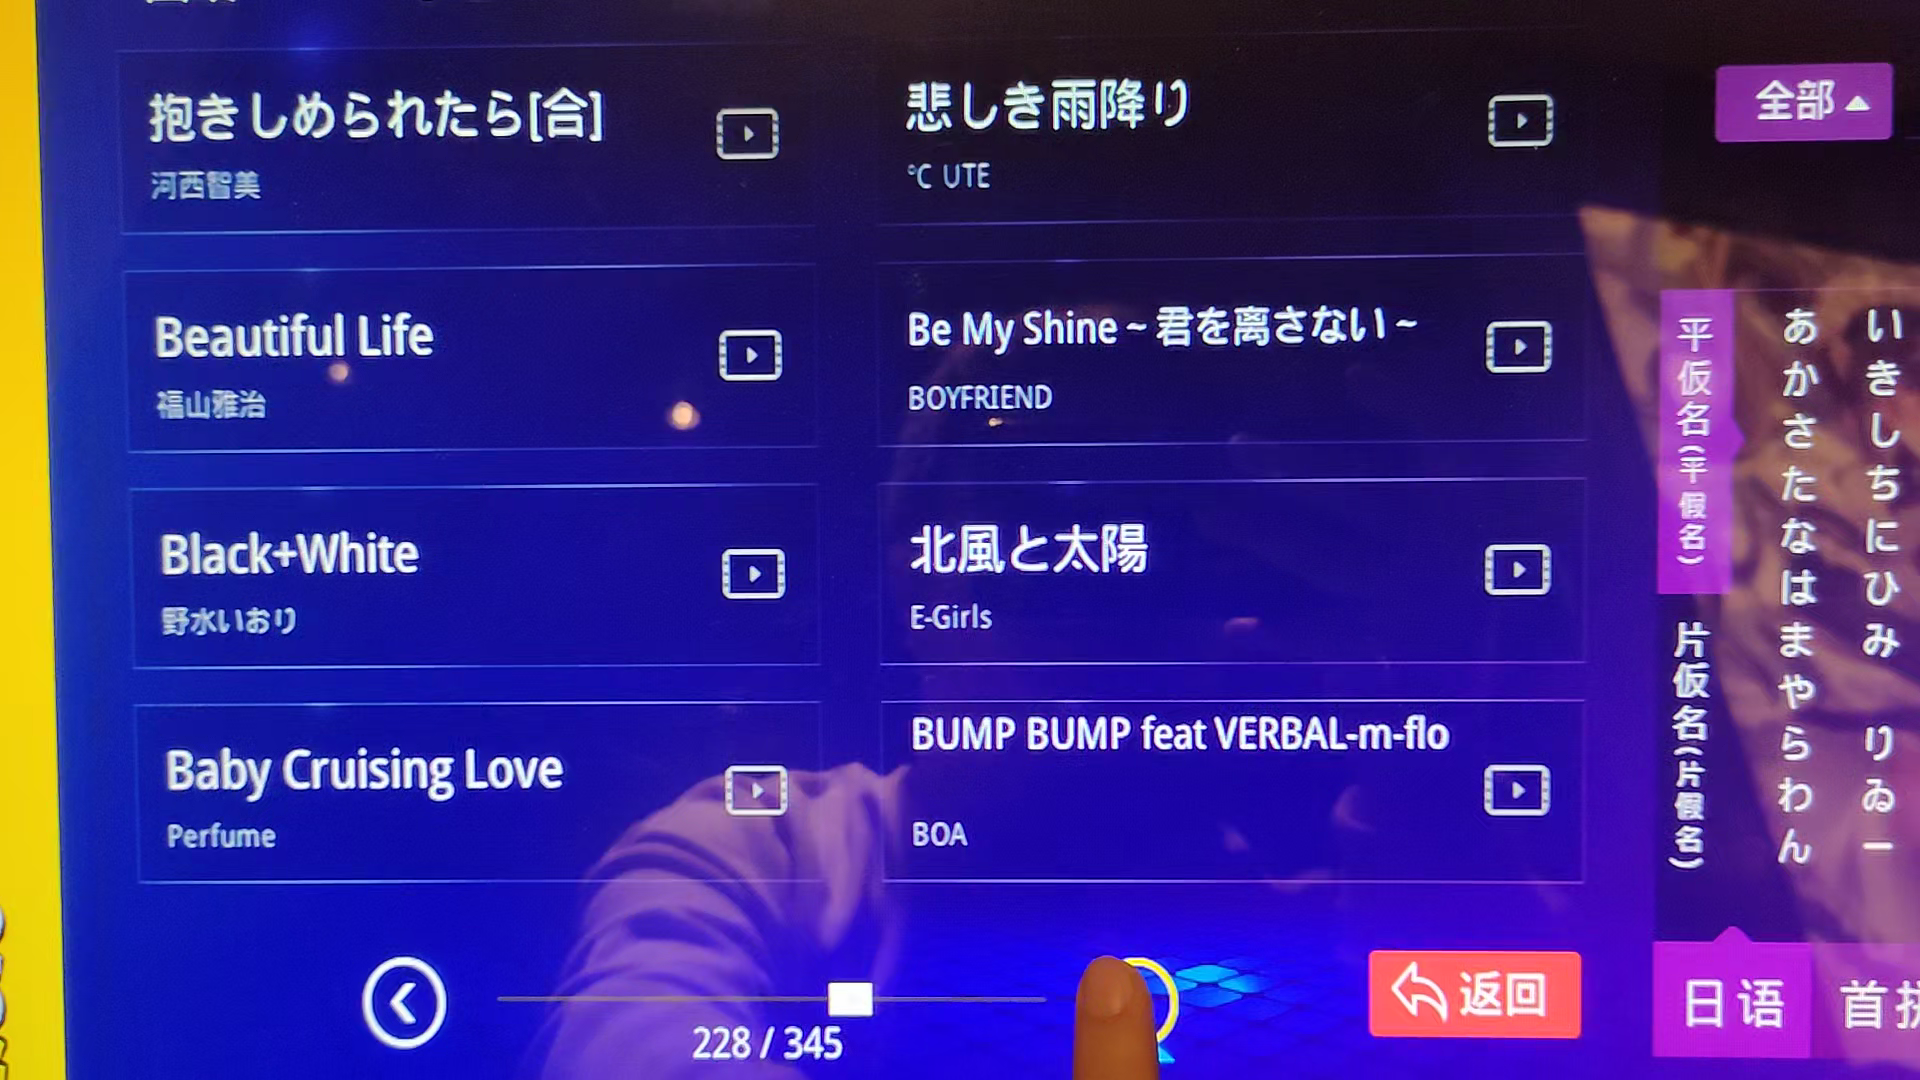 抱きしめられたら[合]
河西智美
悲しき雨降り
℃ UTE
Beautiful Life
福山雅治
Be My Shine ~ 君を离さない ~
BOYFRIEND
Black+White
野水いおり
北風と太陽
E-Girls
Baby Cruising Love
Perfume
BUMP BUMP feat VERBAL-m-flo
BOA
228 / 345
返回
全部
平仮名(平假名)
片仮名(片假名)
あ い
か き
さ し
た ち
な に
は ひ
ま み
や
ら り
わ ゐ
ん ー
日语
首